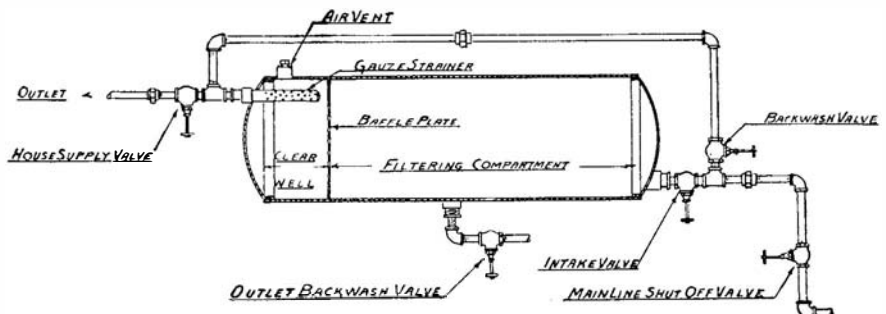 AIR VENT
GAUZE STRAINER
OUTLET
BAFFLE PLATE
BACKWASH VALVE
HOUSE SUPPLY VALVE
CLEAR
WELL
FILTERING COMPARTMENT
INTAKE VALVE
OUTLET BACKWASH VALVE
MAIN LINE SHUT OFF VALVE